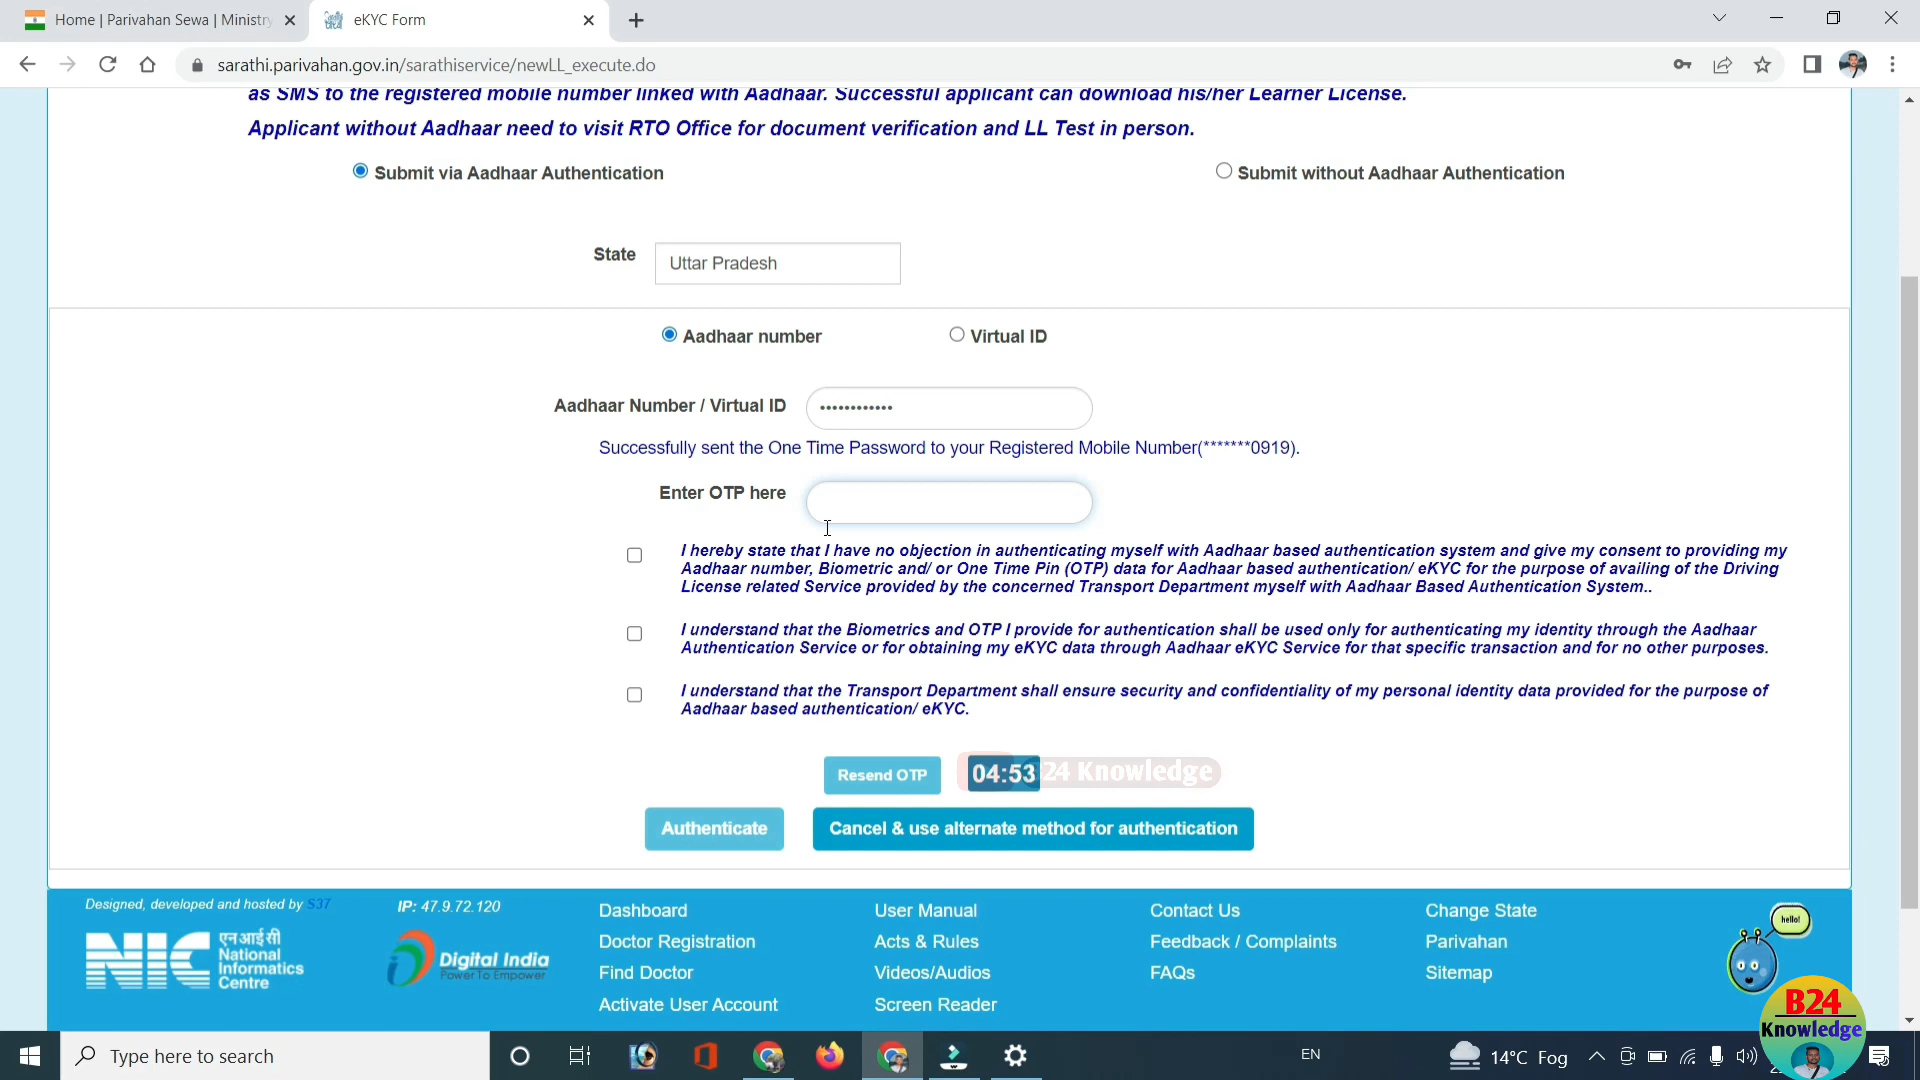 Home | Parivahan Sewa | Ministry
eKYC Form
sarathi.parivahan.gov.in/sarathiservice/newLL_execute.do
as SMS to the registered mobile number linked with Aadhaar. Successful applicant can download his/her Learner License.
Applicant without Aadhaar need to visit RTO Office for document verification and LL Test in person.
Submit via Aadhaar Authentication
Submit without Aadhaar Authentication
State
Uttar Pradesh
Aadhaar number
Virtual ID
Aadhaar Number / Virtual ID
••••••••••••
Successfully sent the One Time Password to your Registered Mobile Number(*******0919).
Enter OTP here
I hereby state that I have no objection in authenticating myself with Aadhaar based authentication system and give my consent to providing my
Aadhaar number, Biometric and/ or One Time Pin (OTP) data for Aadhaar based authentication/ eKYC for the purpose of availing of the Driving
License related Service provided by the concerned Transport Department myself with Aadhaar Based Authentication System..
I understand that the Biometrics and OTP I provide for authentication shall be used only for authenticating my identity through the Aadhaar
Authentication Service or for obtaining my eKYC data through Aadhaar eKYC Service for that specific transaction and for no other purposes.
I understand that the Transport Department shall ensure security and confidentiality of my personal identity data provided for the purpose of
Aadhaar based authentication/ eKYC.
Resend OTP
04:53
24 Knowledge
Authenticate
Cancel & use alternate method for authentication
Designed, developed and hosted by S37
IP: 47.9.72.120
NIC
एन आई सी
National
Informatics
Centre
Digital India
Power To Empower
Dashboard
Doctor Registration
Find Doctor
Activate User Account
User Manual
Acts & Rules
Videos/Audios
Screen Reader
Contact Us
Feedback / Complaints
FAQs
Change State
Parivahan
Sitemap
hello!
B24
Knowledge
Type here to search
EN
14°C Fog